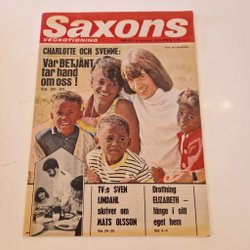 Saxons
VECKOTIDNING
CHARLOTTE OCH SVENNE:
Vår BETJÄNT
tar hand
om oss!
TV:s SVEN
LINDAHL
skriver om
MATS OLSSON
Drottning
ELIZABETH –
fånge i sitt
eget hem